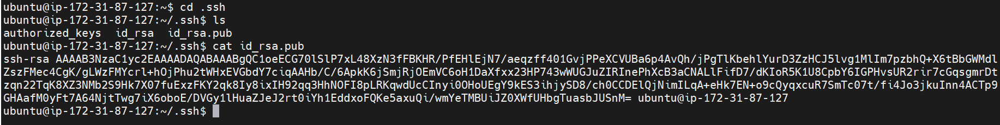 ubuntu@ip-172-31-87-127:~$ cd .ssh
ubuntu@ip-172-31-87-127:~/.ssh$ ls
authorized_keys  id_rsa  id_rsa.pub
ubuntu@ip-172-31-87-127:~/.ssh$ cat id_rsa.pub
ssh-rsa AAAAB3NzaC1yc2EAAAADAQABAAABgQC1oeECG70lSlP7xL48XzN3fFBKHR/PfEHlEjN7/aeqzff401GvjPPeXCVUBa6p4AvQh/jPgTlKbehlYurD3ZzHCJ5lvg1MlIm7pzbhQ+X6tBbGWMdl
ZszFMec4CgK/gLWzFMYcrl+hOjPhu2tWHxEVGbdY7ciqAAHb/C/6ApkK6jSmjRjOEmVC6oH1DaXfxx23HP743wWUGJuZIRInePhXcB3aCNALlFifD7/dKIoR5K1U8CpbY6IGPHvsUR2rir7cGqsgmrDt
zqn22TqK8XZ3NMb2S9Hk7X07fuExzFKY2qk8Iy8ixIH92qq3HhNOFI8pLRKqwdUcCInyi0OHoUEgY9kES3ihjySD8/ch0CCDElQjNimILqA+eHk7EN+o9cQyqxcuR7SmTc07t/fi4Jo3jkuInn4ACTp9
GHAafM0yFt7A64NjtTwg7iX6oboE/DVGy1lHuaZJeJ2rt0iYh1EddxoFQKe5axuQi/wmYeTMBUiJZ0XWfUHbgTuasbJUSnM= ubuntu@ip-172-31-87-127
ubuntu@ip-172-31-87-127:~/.ssh$